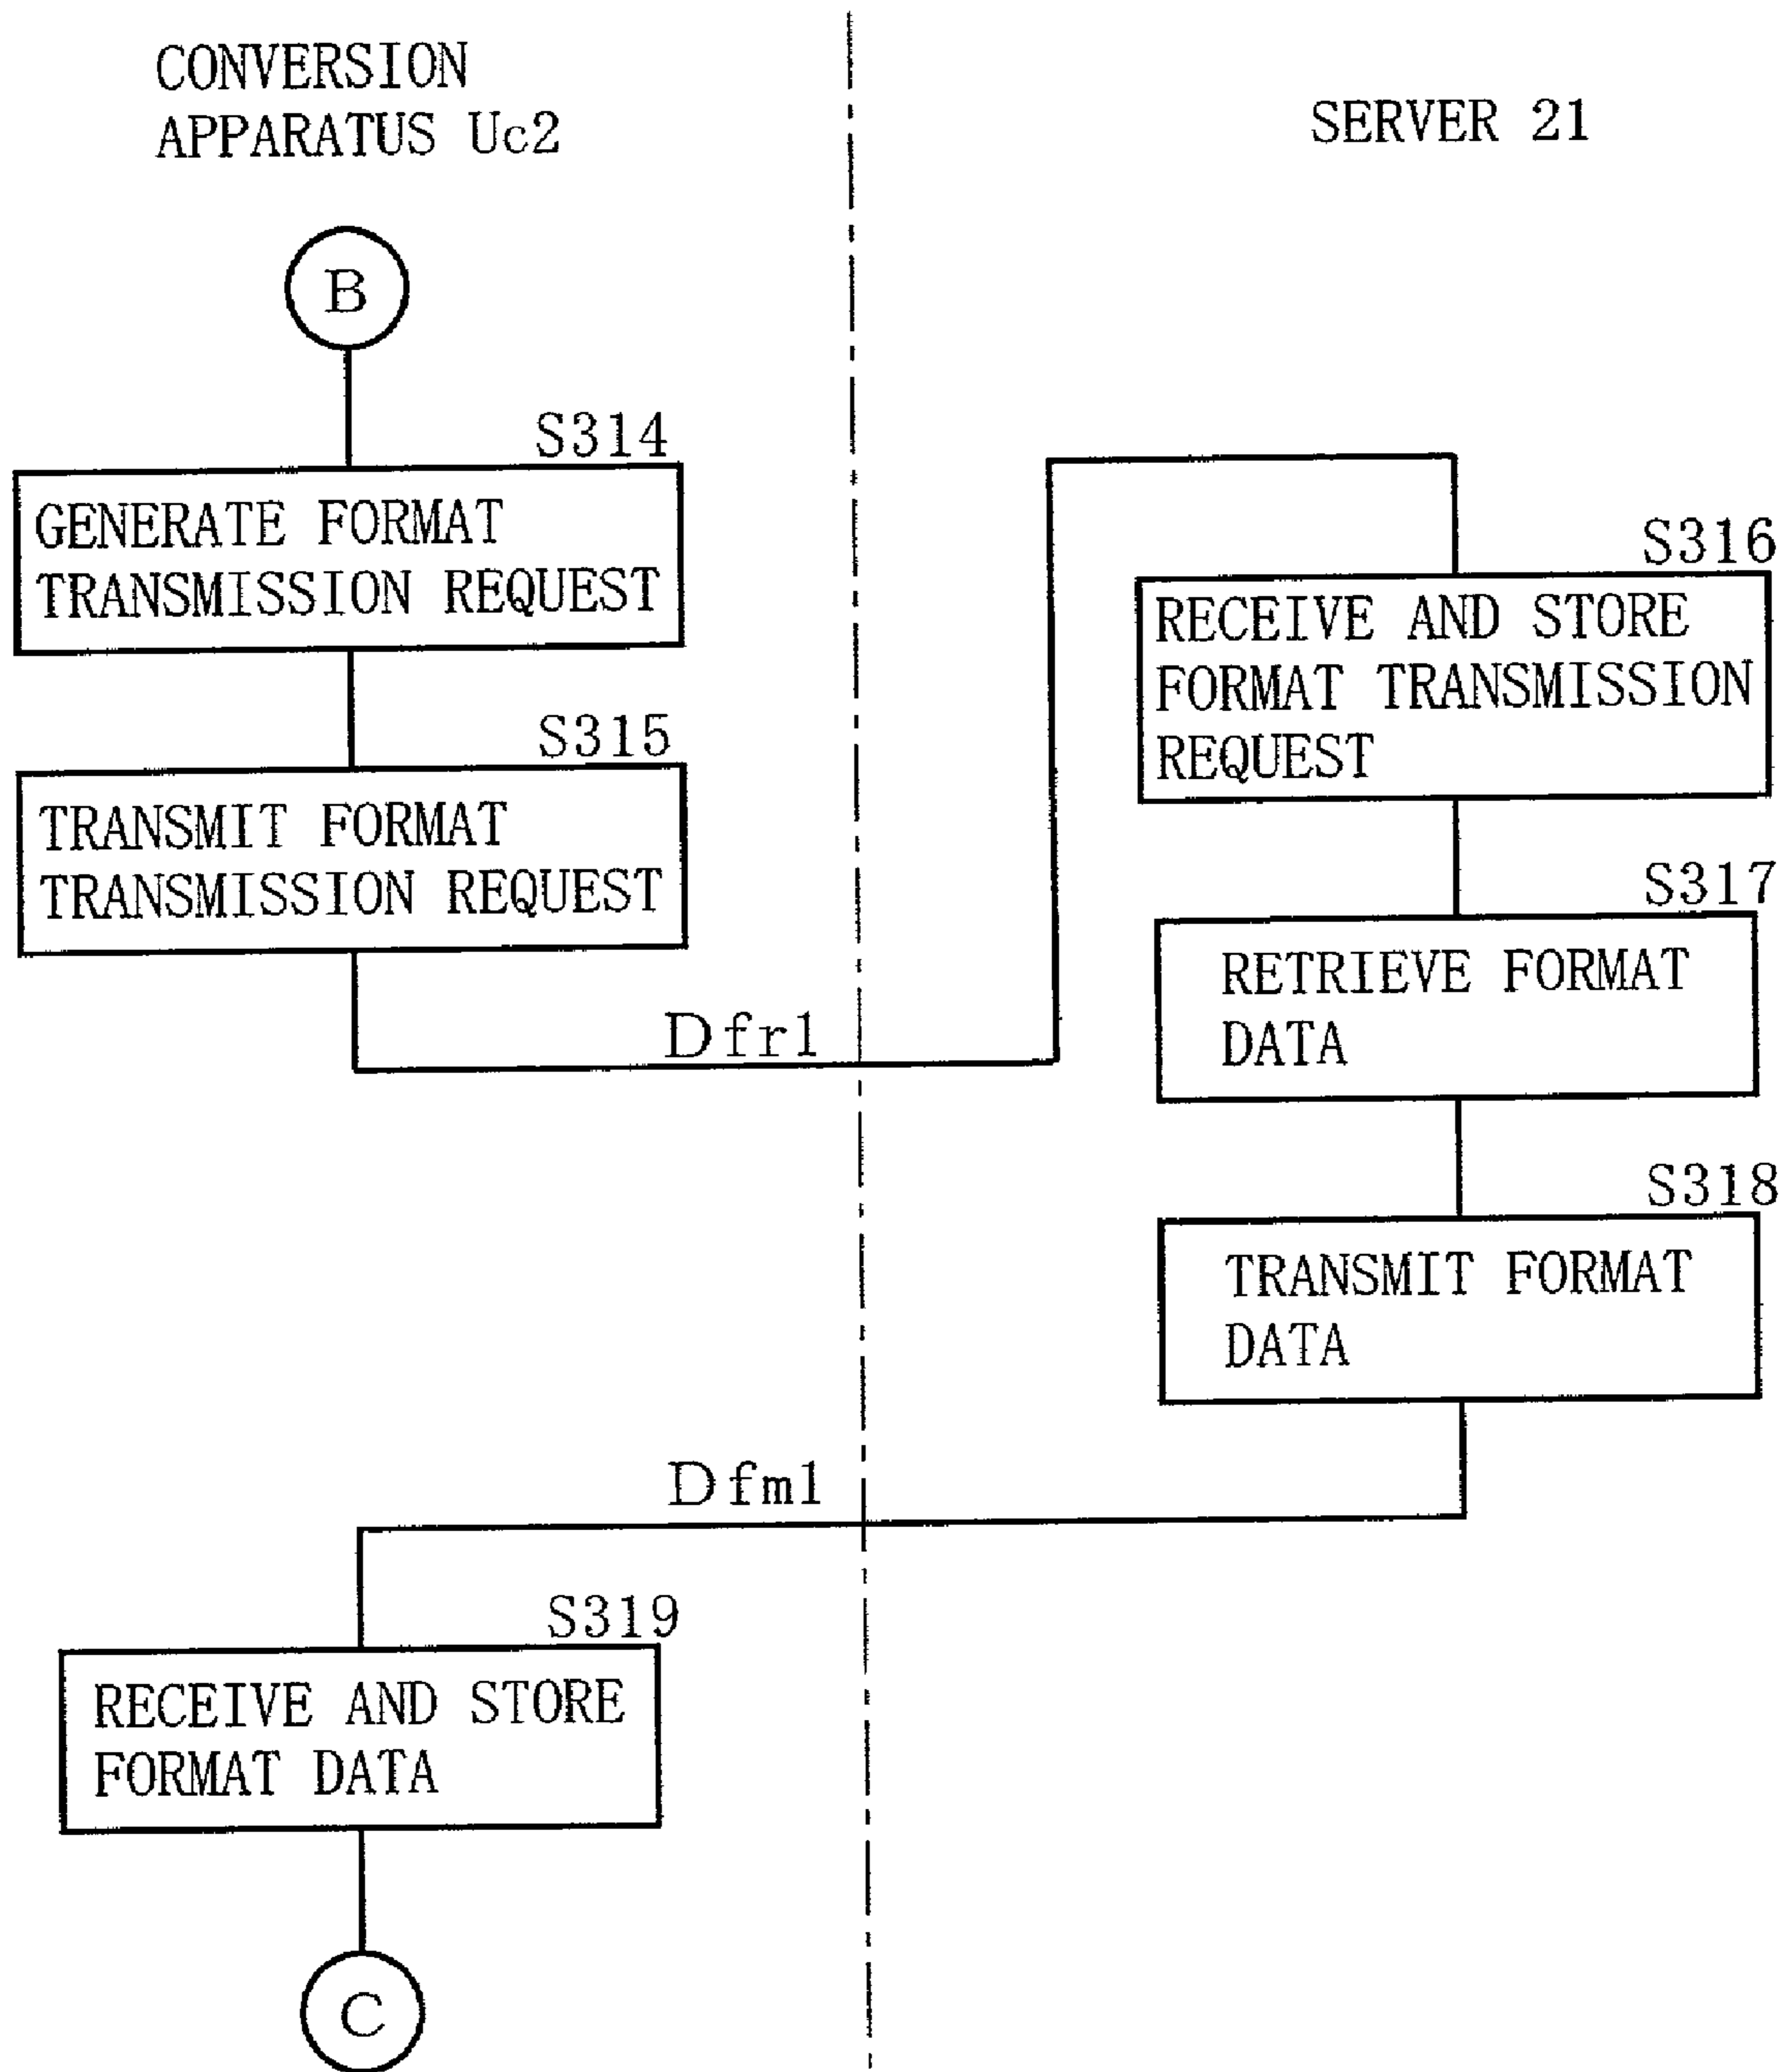 CONVERSION
APPARATUS Uc2
SERVER 21
B
S314
GENERATE FORMAT
TRANSMISSION REQUEST
S315
TRANSMIT FORMAT
TRANSMISSION REQUEST
Dfr1
S316
RECEIVE AND STORE
FORMAT TRANSMISSION
REQUEST
S317
RETRIEVE FORMAT
DATA
S318
TRANSMIT FORMAT
DATA
Dfm1
S319
RECEIVE AND STORE
FORMAT DATA
C